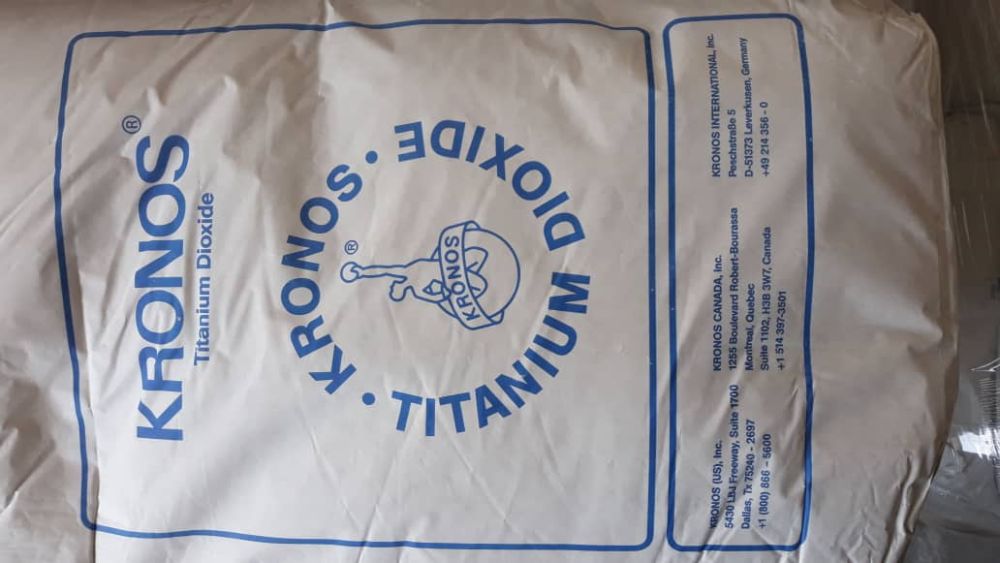 KRONOS®
Titanium Dioxide
· KRONOS ·
TITANIUM DIOXIDE
®
KRONOS
KRONOS (US), Inc.
5430 LBJ Freeway, Suite 1700
Dallas, Tx 75240 - 2697
+1 (800) 866 - 5600
KRONOS CANADA, Inc.
1255 Boulevard Robert-Bourassa
Montreal, Quebec
Suite 1102, H3B 3W7, Canada
+1 514 397-3501
KRONOS INTERNATIONAL, Inc.
Peschstraße 5
D-51373 Leverkusen, Germany
+49 214 356 - 0